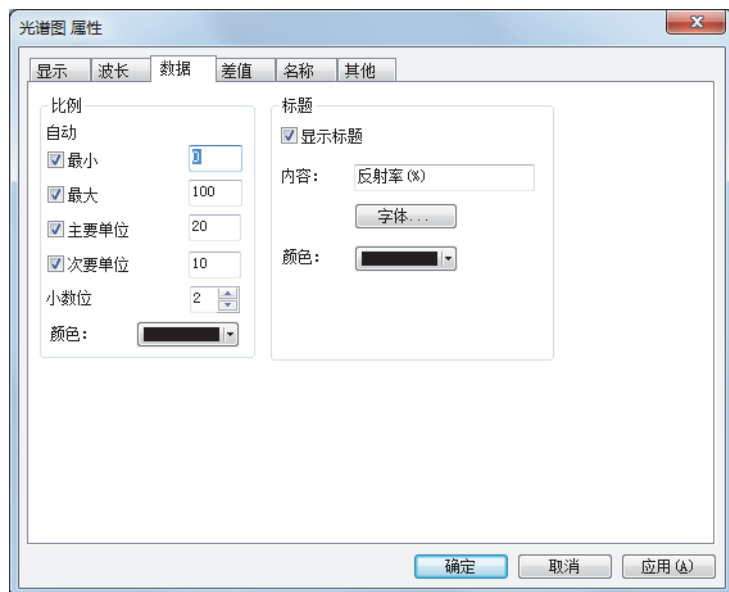 光谱图 属性
显示 波长 数据 差值 名称 其他
比例
自动
最小 0
最大 100
主要单位 20
次要单位 10
小数位 2
颜色:
标题
显示标题
内容: 反射率(%)
字体...
颜色:
确定 取消 应用(A)